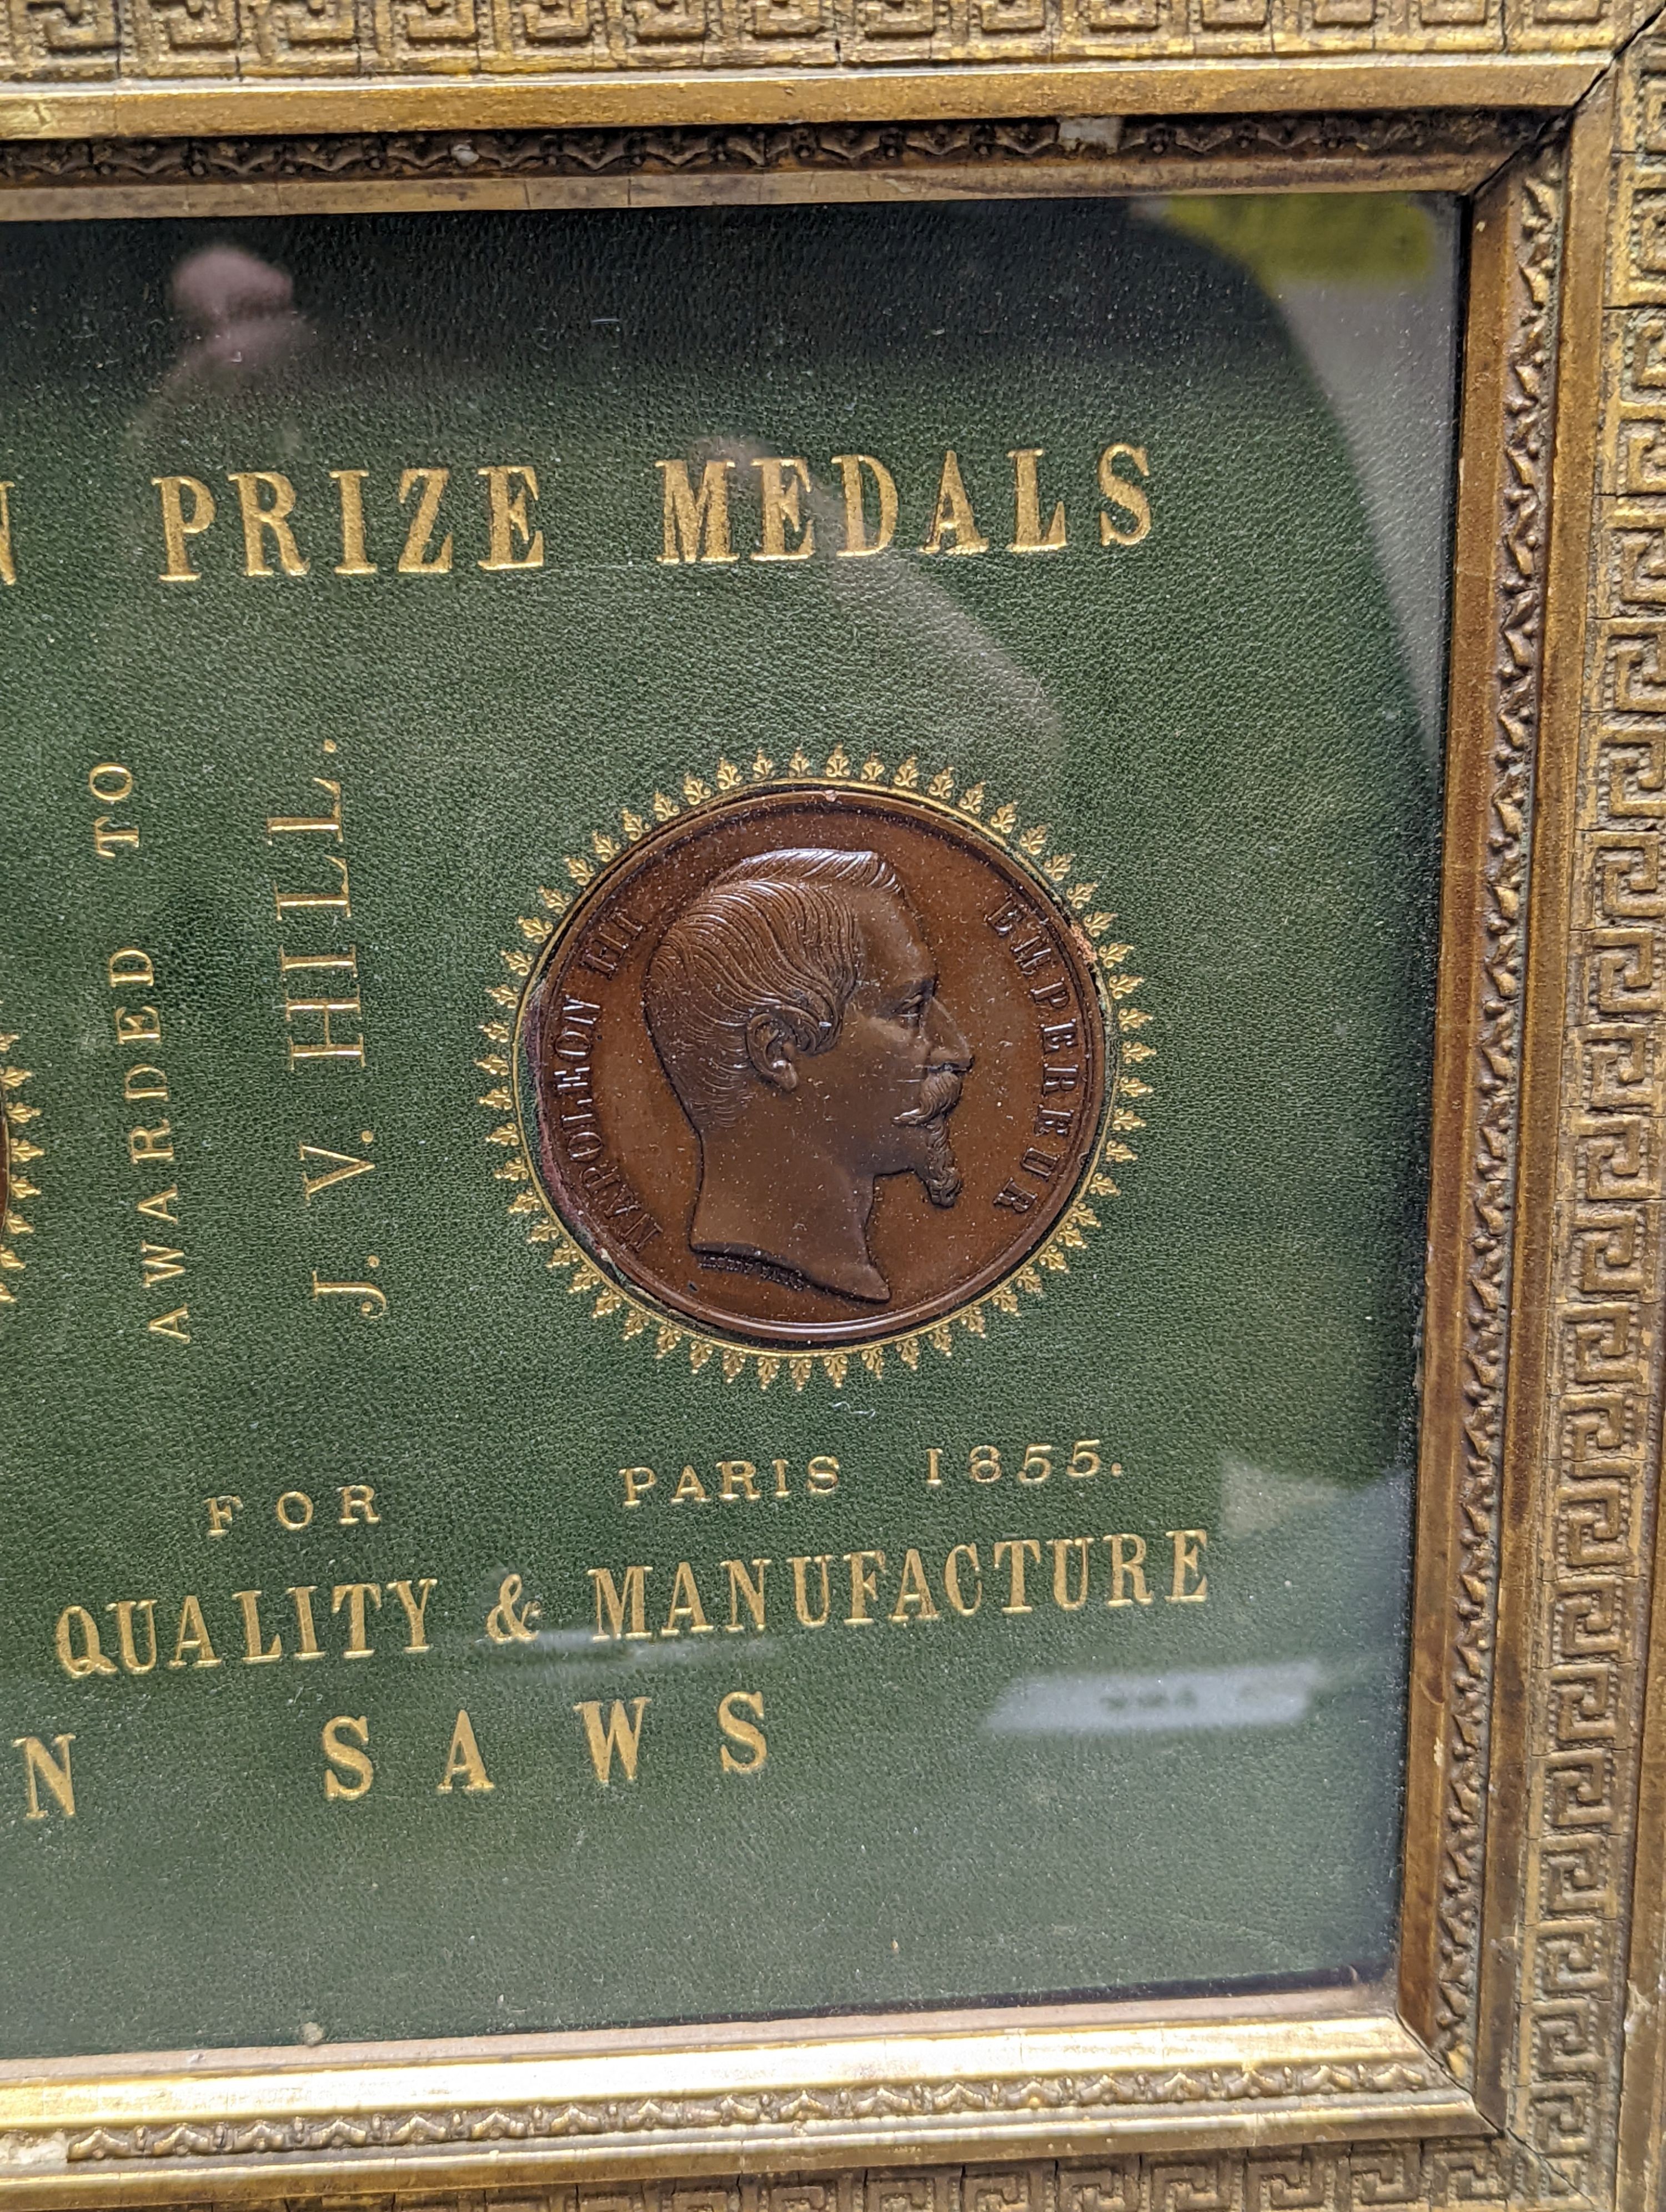 N PRIZE MEDALS
AWARDED TO
J. V. HILL.
NAPOLEON III EMPEREUR
FOR
PARIS 1855.
QUALITY & MANUFACTURE
N SAWS